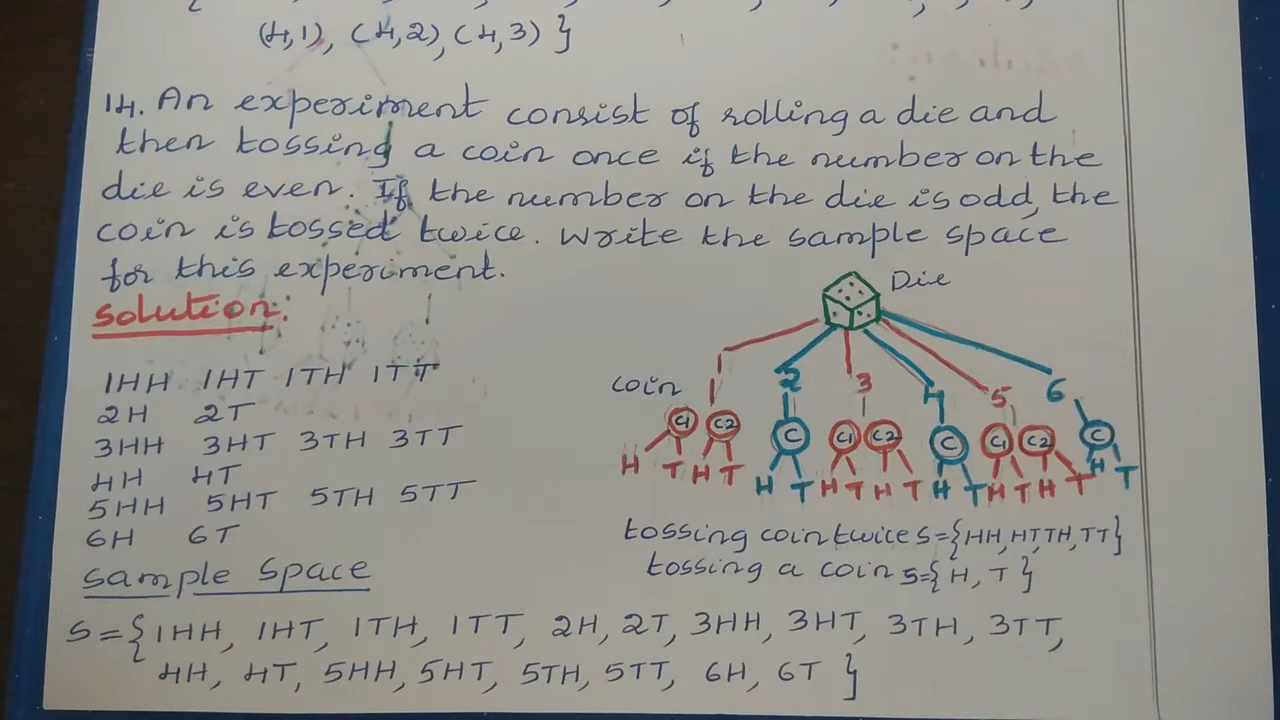 (4,1), (4,2), (4,3) }
14. An experiment consist of rolling a die and
then tossing a coin once if the number on the
die is even. If the number on the die is odd, the
coin is tossed twice. Write the sample space
for this experiment.
Solution:
1HH 1HT 1TH 1TT
2H 2T
3HH 3HT 3TH 3TT
4H 4T
5HH 5HT 5TH 5TT
6H 6T
Die
coin 1 2 3 4 5 6
C1 C2 C C1 C2 C C1 C2 C
H T H T H T H T H T H T H T H T H T
tossing coin twice S={HH,HT,TH,TT}
tossing a coin S={H, T }
Sample Space
S={1HH, 1HT, 1TH, 1TT, 2H, 2T, 3HH, 3HT, 3TH, 3TT,
4H, 4T, 5HH, 5HT, 5TH, 5TT, 6H, 6T }